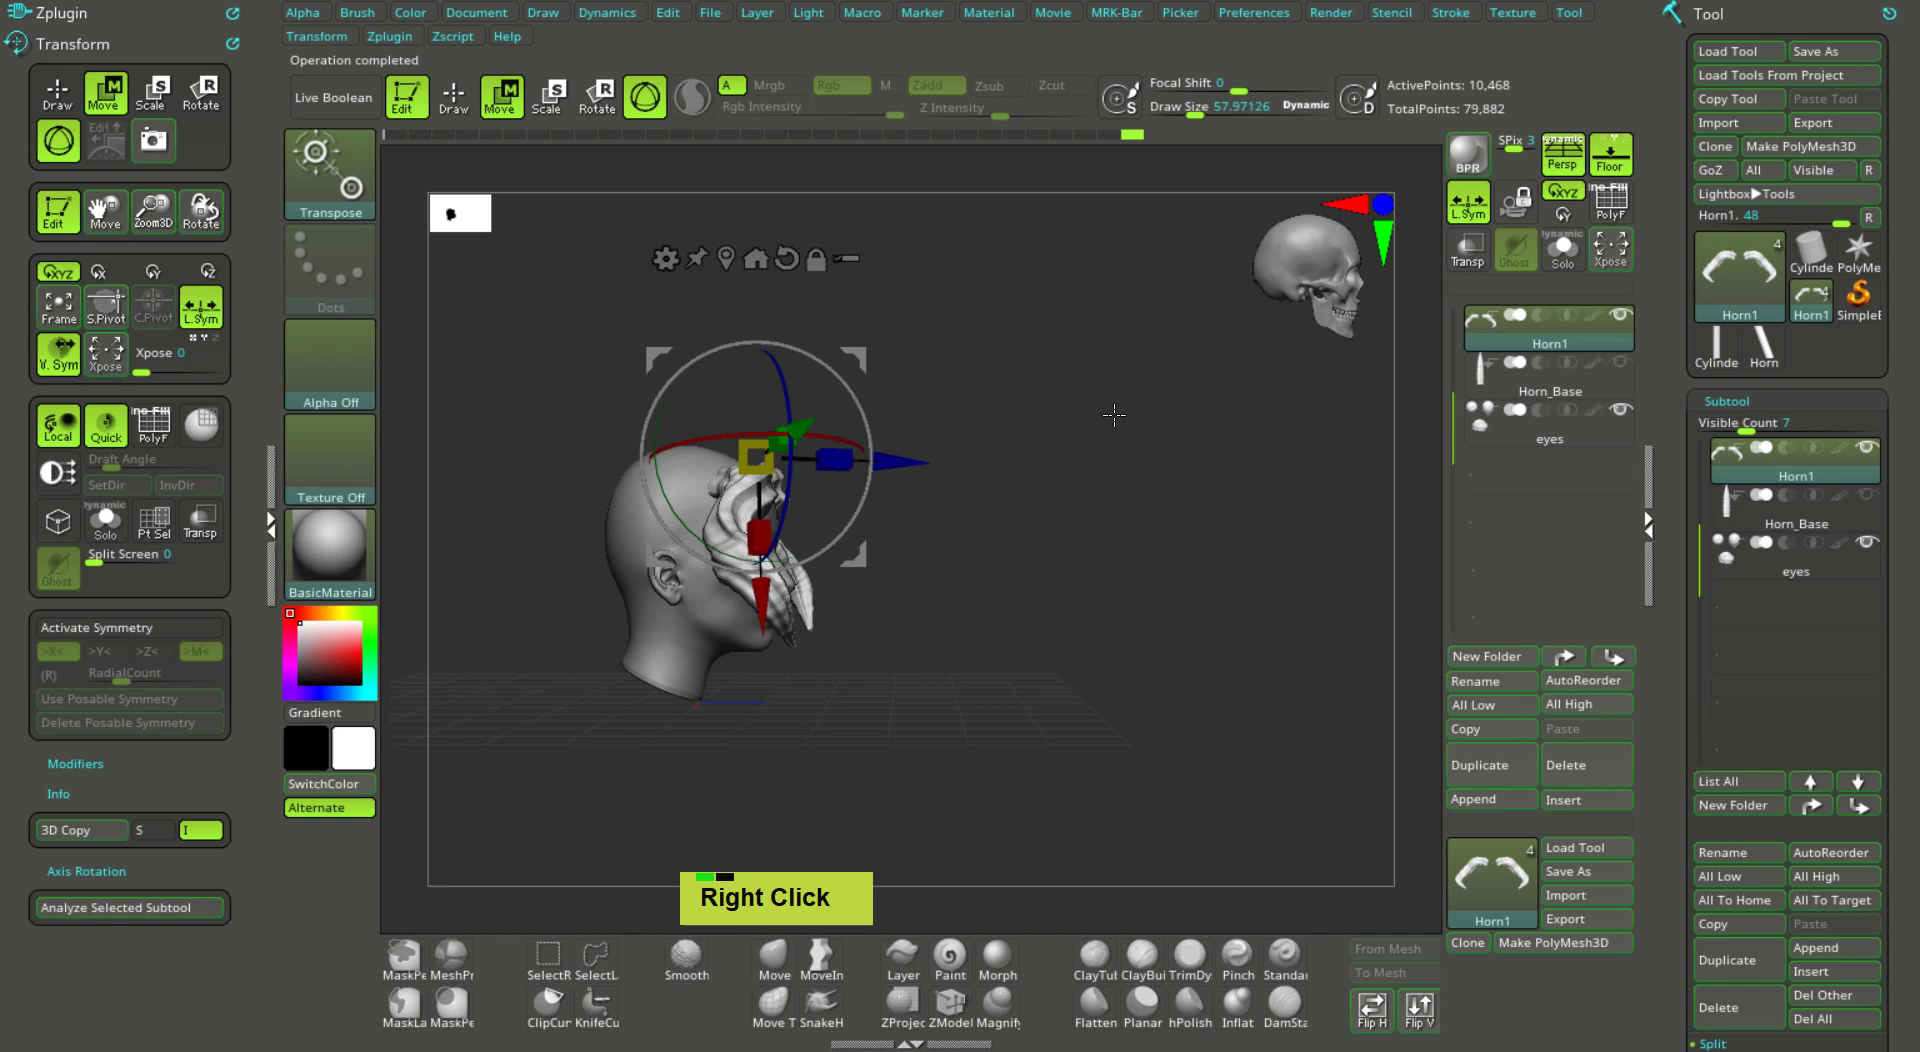 Zplugin
Transform
Alpha Brush Color Document Draw Dynamics Edit File Layer Light Macro Marker Material Movie MRK-Bar Picker Preferences Render Stencil Stroke Texture Tool
Transform Zplugin Zscript Help
Operation completed
Draw Move Scale Rotate
Edit
Edit Move Zoom3D Rotate
XYZ
Frame S.Pivot C.Pivot L.Sym
V. Sym Xpose Xpose 0
Local Quick PolyF
Draft Angle
SetDir InvDir
Dynamic
Solo Pt Sel Transp
Split Screen 0
Ghost
Activate Symmetry
>X< >Y< >Z< >M<
(R) RadialCount
Use Posable Symmetry
Delete Posable Symmetry
Modifiers
Info
3D Copy S I
Axis Rotation
Analyze Selected Subtool
Live Boolean Edit Draw Move Scale Rotate
A Mrgb Rgb M Zadd Zsub Zcut
Rgb Intensity Z Intensity
S
Focal Shift 0
Draw Size 57.97126 Dynamic
D
ActivePoints: 10,468
TotalPoints: 79,882
Transpose
Dots
Alpha Off
Texture Off
BasicMaterial
Gradient
SwitchColor
Alternate
Right Click
BPR SPix 3 Dynamic Persp Floor
L.Sym XYZ PolyF
Transp Ghost Dynamic Solo Xpose
Horn1
Horn_Base
eyes
New Folder
Rename AutoReorder
All Low All High
Copy Paste
Duplicate Delete
Append Insert
4
Horn1
Load Tool
Save As
Import
Export
Clone Make PolyMesh3D
Tool
Load Tool Save As
Load Tools From Project
Copy Tool Paste Tool
Import Export
Clone Make PolyMesh3D
GoZ All Visible R
Lightbox▶Tools
Horn1. 48 R
4
Horn1
Cylinde PolyMe
4
Horn1 SimpleE
Cylinde Horn
Subtool
Visible Count 7
Horn1
Horn_Base
eyes
List All
New Folder
Rename AutoReorder
All Low All High
All To Home All To Target
Copy Paste
Duplicate Append
Insert
Delete Del Other
Del All
Split
MaskPe MeshPr SelectR SelectL Smooth Move MoveIn Layer Paint Morph ClayTul ClayBui TrimDy Pinch Standar
From Mesh
To Mesh
MaskLa MaskPe ClipCur KnifeCu Move T SnakeH ZProjec ZModel Magnify Flatten Planar hPolish Inflat DamSta Flip H Flip V